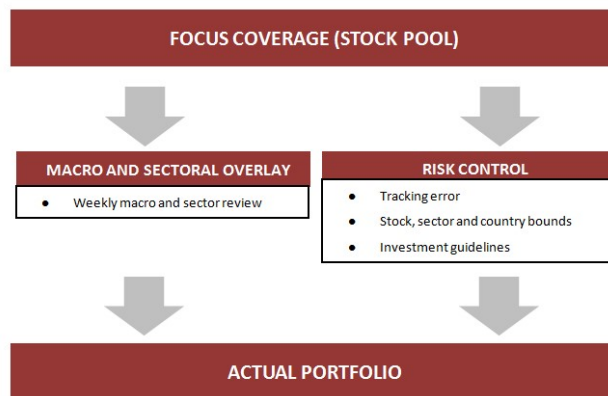 FOCUS COVERAGE (STOCK POOL)
MACRO AND SECTORAL OVERLAY
● Weekly macro and sector review
RISK CONTROL
● Tracking error
● Stock, sector and country bounds
● Investment guidelines
ACTUAL PORTFOLIO